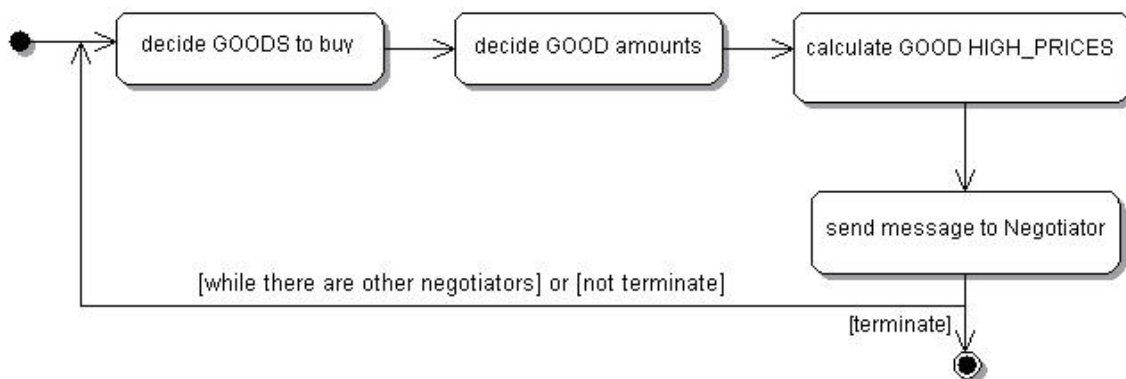 decide GOODS to buy
decide GOOD amounts
calculate GOOD HIGH_PRICES
send message to Negotiator
[while there are other negotiators] or [not terminate]
[terminate]